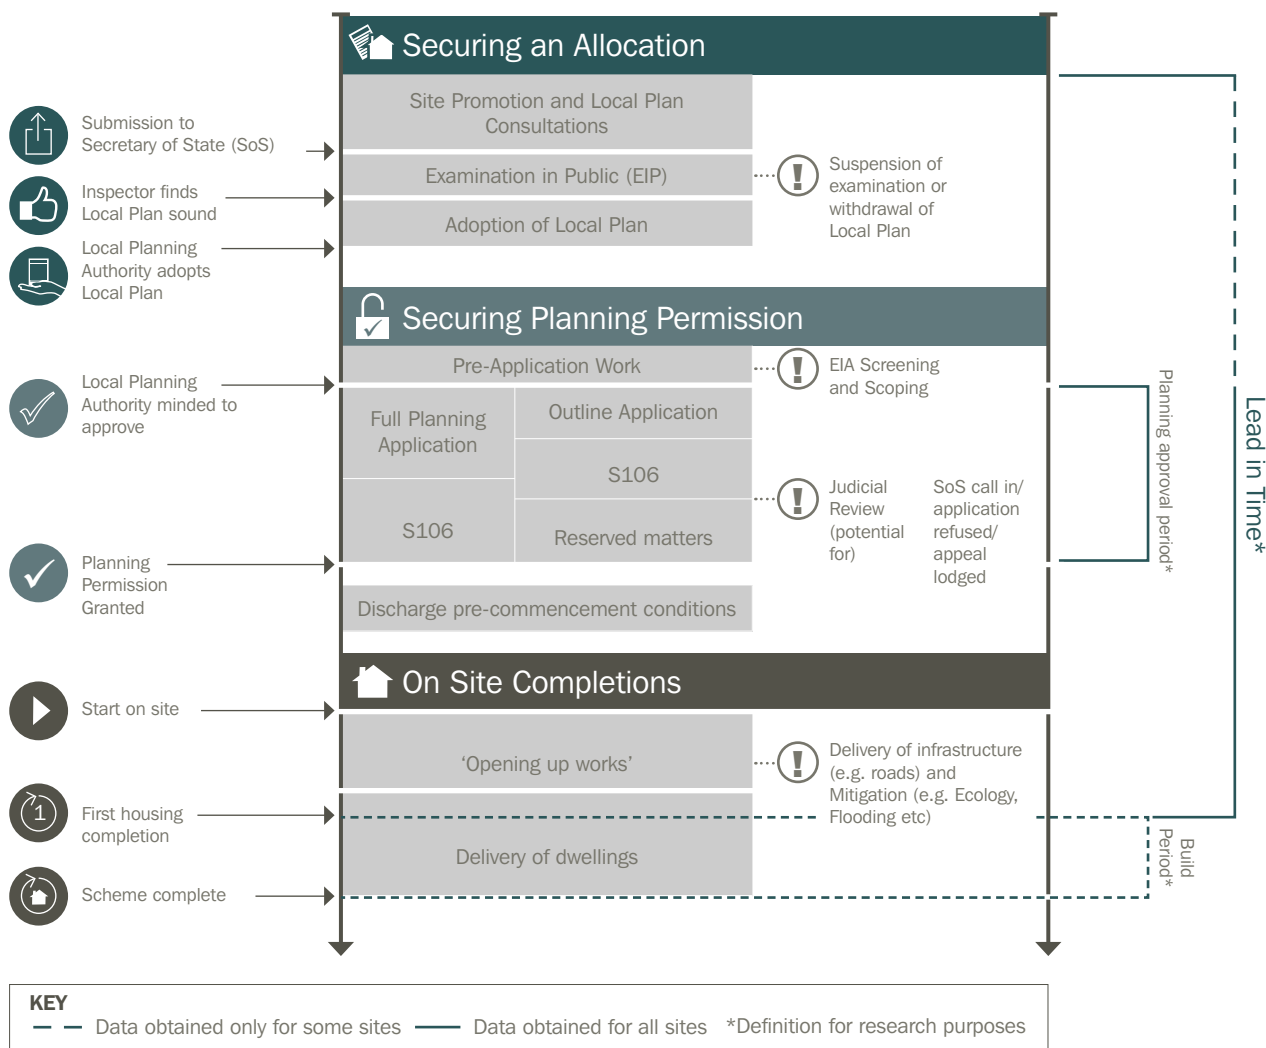 Securing an Allocation
Site Promotion and Local Plan
Consultations
Submission to
Secretary of State (SoS)
Examination in Public (EIP)
Suspension of
examination or
withdrawal of
Local Plan
Inspector finds
Local Plan sound
Adoption of Local Plan
Local Planning
Authority adopts
Local Plan
Securing Planning Permission
Pre-Application Work
EIA Screening
and Scoping
Local Planning
Authority minded to
approve
Full Planning
Application
S106
Outline Application
S106
Reserved matters
Judicial
Review
(potential
for)
SoS call in/
application
refused/
appeal
lodged
Planning
Permission
Granted
Discharge pre-commencement conditions
Planning approval period*
Lead in Time*
On Site Completions
Start on site
'Opening up works'
Delivery of infrastructure
(e.g. roads) and
Mitigation (e.g. Ecology,
Flooding etc)
1
First housing
completion
Delivery of dwellings
Build
Period*
Scheme complete
KEY
Data obtained only for some sites
Data obtained for all sites
*Definition for research purposes